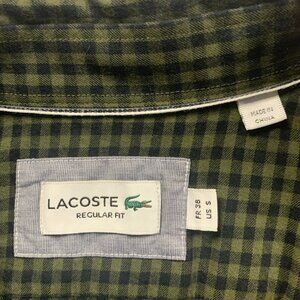 MADE IN
CHINA
LACOSTE
REGULAR FIT
FR 38
US S